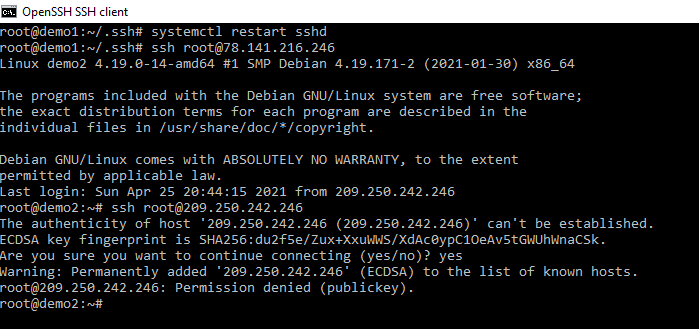 OpenSSH SSH client
root@demo1:~/.ssh# systemctl restart sshd
root@demo1:~/.ssh# ssh root@78.141.216.246
Linux demo2 4.19.0-14-amd64 #1 SMP Debian 4.19.171-2 (2021-01-30) x86_64
The programs included with the Debian GNU/Linux system are free software;
the exact distribution terms for each program are described in the
individual files in /usr/share/doc/*/copyright.
Debian GNU/Linux comes with ABSOLUTELY NO WARRANTY, to the extent
permitted by applicable law.
Last login: Sun Apr 25 20:44:15 2021 from 209.250.242.246
root@demo2:~# ssh root@209.250.242.246
The authenticity of host '209.250.242.246 (209.250.242.246)' can't be established.
ECDSA key fingerprint is SHA256:du2f5e/Zux+XxuWWS/XdAc0ypC1OeAv5tGWUhWnaCSk.
Are you sure you want to continue connecting (yes/no)? yes
Warning: Permanently added '209.250.242.246' (ECDSA) to the list of known hosts.
root@209.250.242.246: Permission denied (publickey).
root@demo2:~#